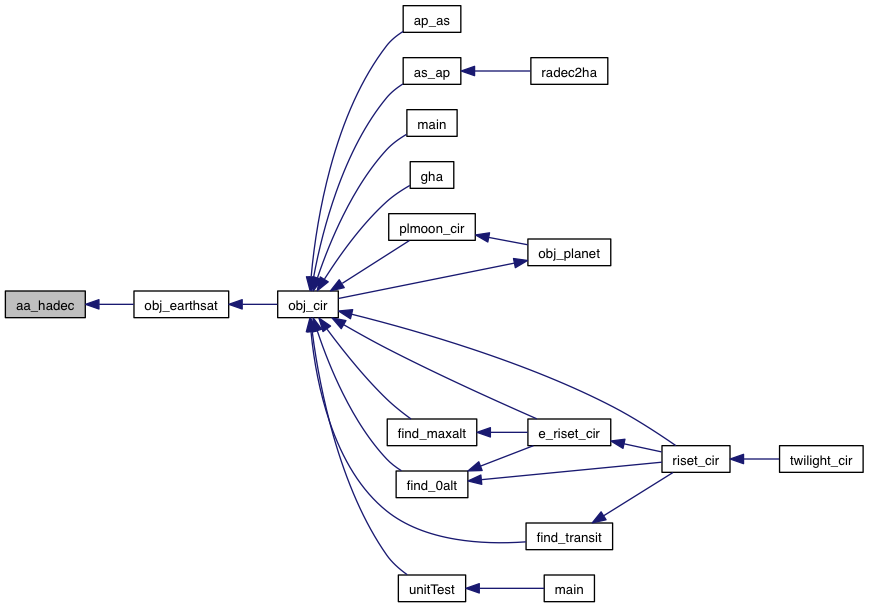 ap_as
as_ap
radec2ha
main
gha
plmoon_cir
obj_planet
aa_hadec
obj_earthsat
obj_cir
find_maxalt
e_riset_cir
riset_cir
twilight_cir
find_0alt
find_transit
unitTest
main